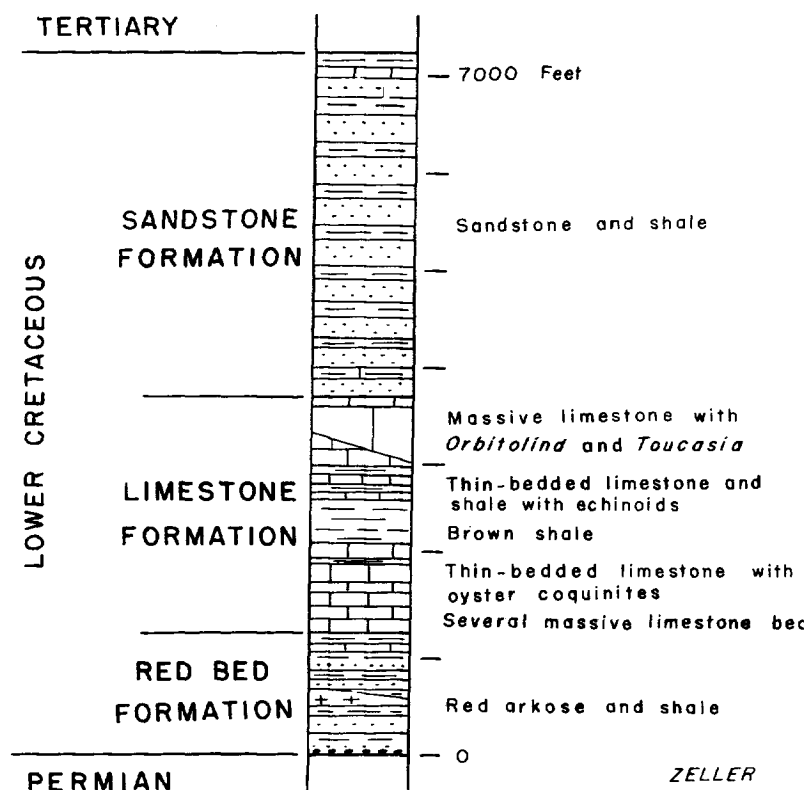 TERTIARY
7000 Feet
SANDSTONE
FORMATION
Sandstone and shale
LOWER CRETACEOUS
Massive limestone with
Orbitolind and Toucasia
LIMESTONE
FORMATION
Thin-bedded limestone and
shale with echinoids
Brown shale
Thin-bedded limestone with
oyster coquinites
Several massive limestone bed
RED BED
FORMATION
Red arkose and shale
0
PERMIAN
ZELLER